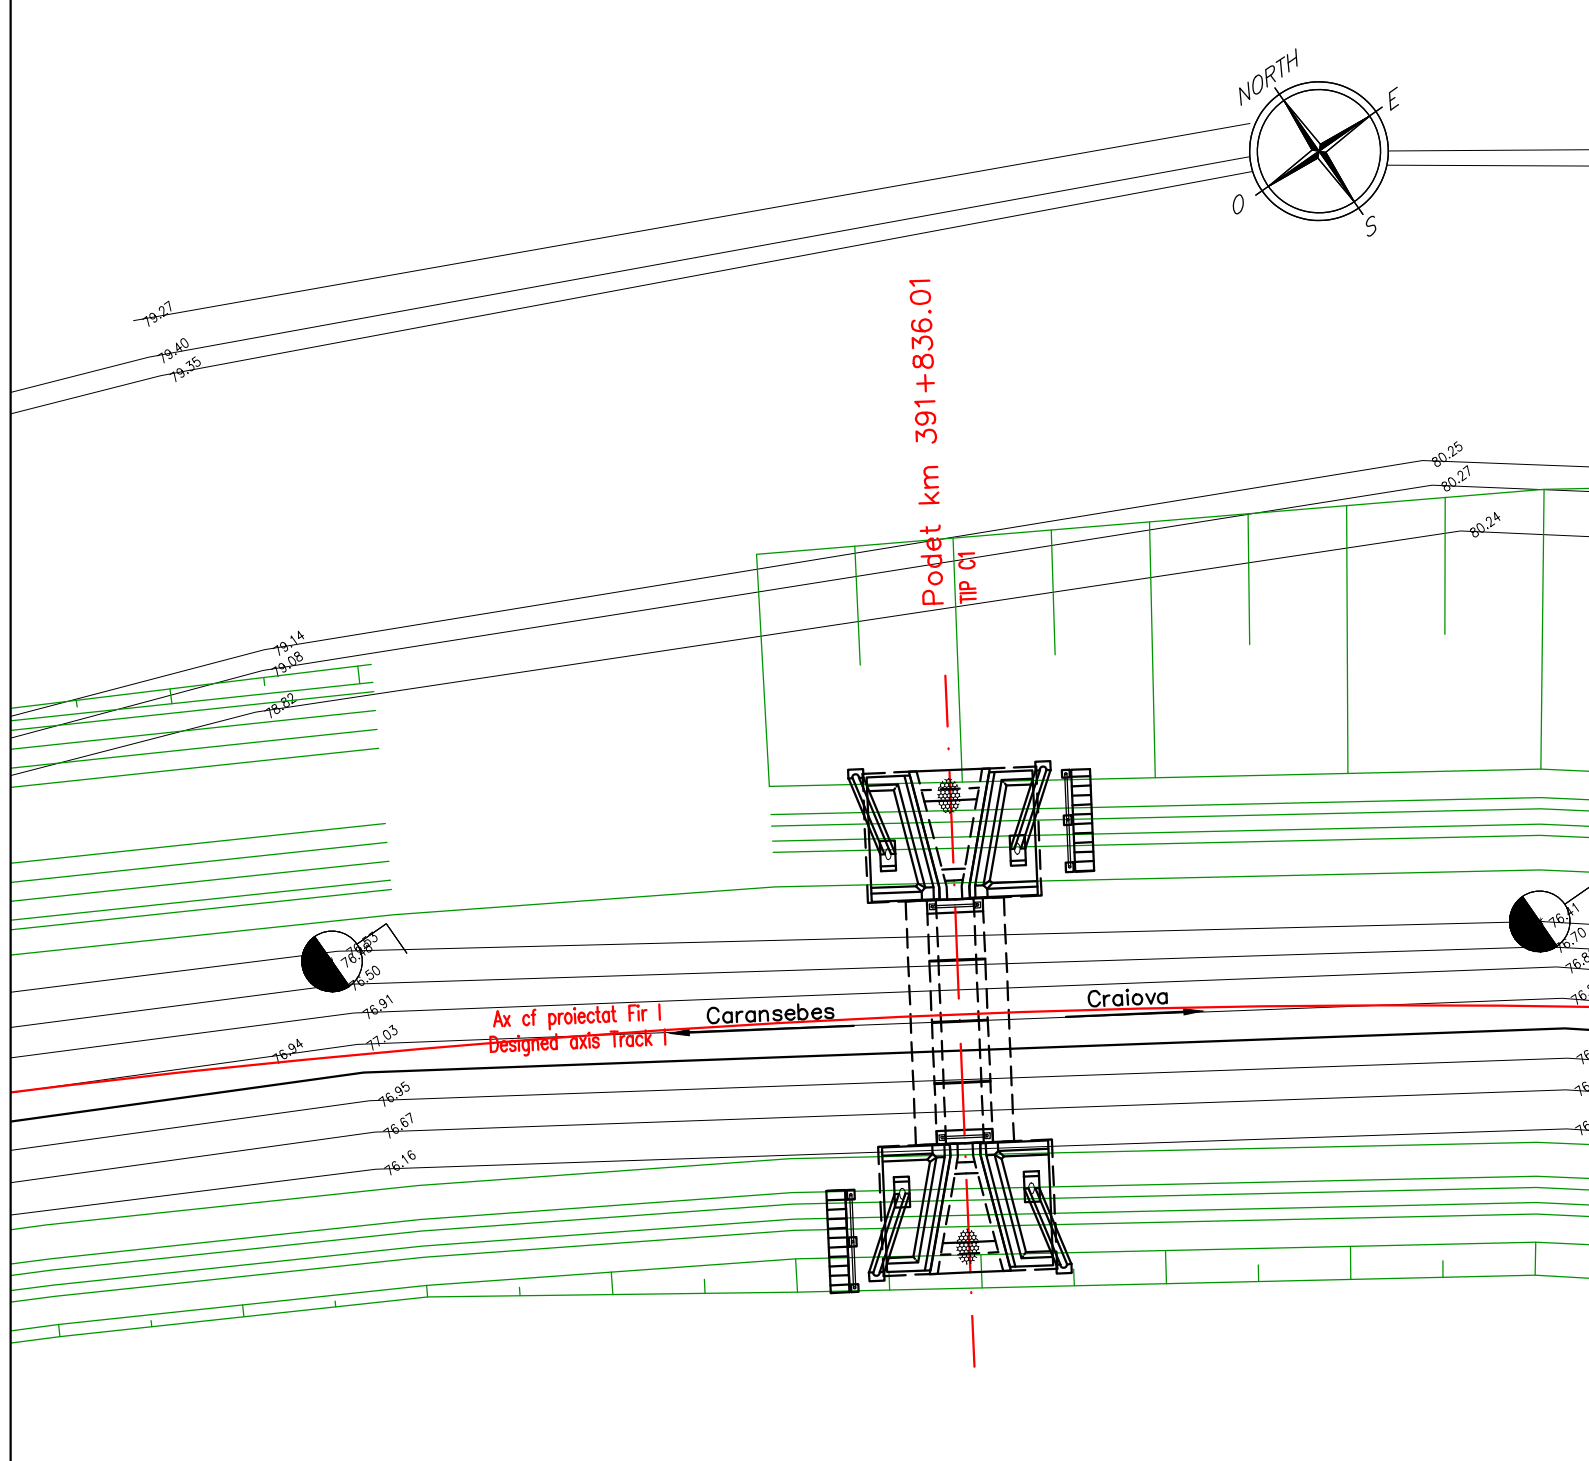 NORTH
E
O
S
79.27
79.40
79.35
Podet km 391+836.01
TIP C1
80.25
80.27
80.24
79.14
79.08
78.82
76.41
76.70
76.50
76.91
77.03
76.94
Ax cf proiectat Fir I
Designed axis Track I
Caransebes
Craiova
76.95
76.67
76.16